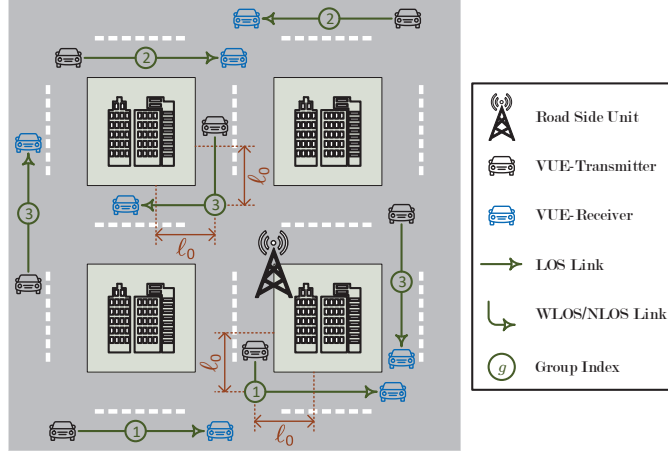 2
2
Road Side Unit
VUE-Transmitter
3
ℓ0
3
VUE-Receiver
3
ℓ0
3
LOS Link
WLOS/NLOS Link
ℓ0
1
g Group Index
1
ℓ0